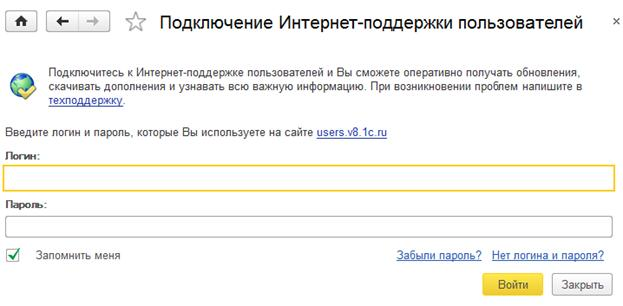 Подключение Интернет-поддержки пользователей
Подключитесь к Интернет-поддержке пользователей и Вы сможете оперативно получать обновления,
скачивать дополнения и узнавать всю важную информацию. При возникновении проблем напишите в
техподдержку.
Введите логин и пароль, которые Вы используете на сайте users.v8.1c.ru
Логин:
Пароль:
Запомнить меня Забыли пароль? Нет логина и пароля?
Войти Закрыть